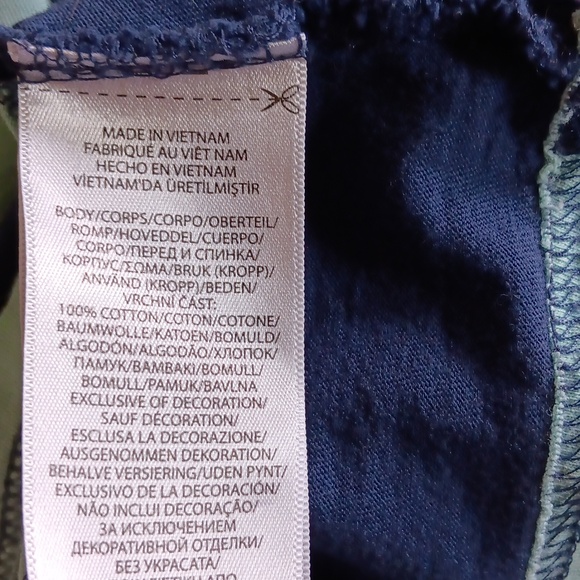 MADE IN VIETNAM
FABRIQUÉ AU VIÊT NAM
HECHO EN VIETNAM
VİETNAM'DA ÜRETİLMİŞTİR
BODY/CORPS/CORPO/OBERTEIL/
ROMP/HOVEDDEL/CUERPO/
CORPO/ПЕРЕД И СПИНКА/
КОРПУС/ΣΩΜΑ/BRUK (KROPP)/
ANVÄND (KROPP)/BEDEN/
VRCHNÍ ČÁST:
100% COTTON/COTON/COTONE/
BAUMWOLLE/KATOEN/BOMULD/
ALGODÓN/ALGODÃO/ХЛОПОК/
ПАМУК/ΒΑΜΒΑΚΙ/BOMULL/
BOMULL/PAMUK/BAVLNA
EXCLUSIVE OF DECORATION/
SAUF DÉCORATION/
ESCLUSA LA DECORAZIONE/
AUSGENOMMEN DEKORATION/
BEHALVE VERSIERING/UDEN PYNT/
EXCLUSIVO DE LA DECORACIÓN/
NÃO INCLUI DECORAÇÃO/
ЗА ИСКЛЮЧЕНИЕМ
ДЕКОРАТИВНОЙ ОТДЕЛКИ/
БЕЗ УКРАСАТА/